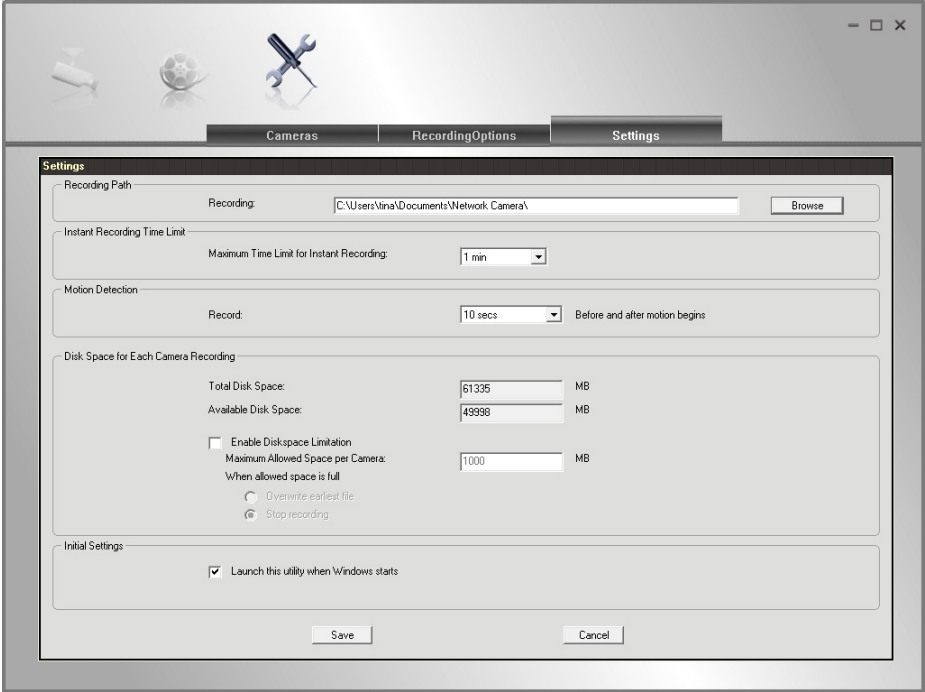 Cameras RecordingOptions Settings
Settings
Recording Path
Recording: C:\Users\tina\Documents\Network Camera\ Browse
Instant Recording Time Limit
Maximum Time Limit for Instant Recording: 1 min
Motion Detection
Record: 10 secs Before and after motion begins
Disk Space for Each Camera Recording
Total Disk Space: 61335 MB
Available Disk Space: 49998 MB
Enable Diskspace Limitation
Maximum Allowed Space per Camera: 1000 MB
When allowed space is full
Overwrite earliest file
Stop recording
Initial Settings
Launch this utility when Windows starts
Save Cancel